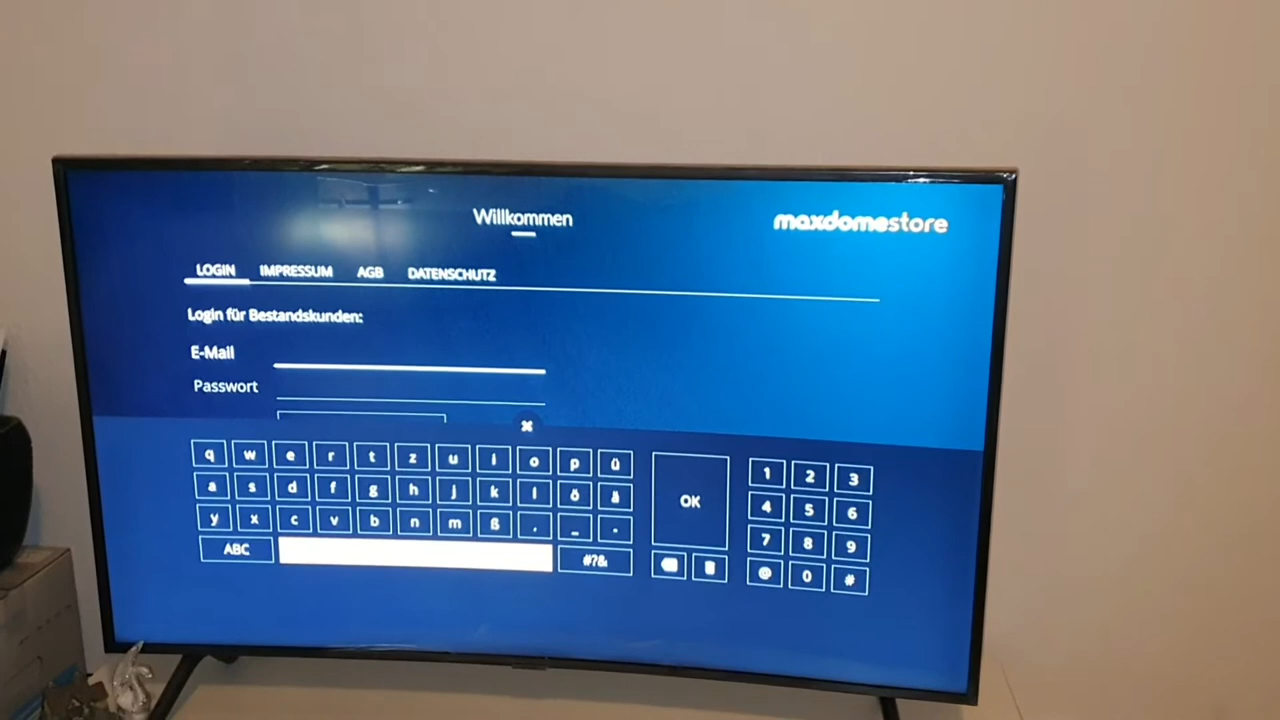 Willkommen
maxdomestore
LOGIN IMPRESSUM AGB DATENSCHUTZ
Login für Bestandskunden:
E-Mail
Passwort
q w e r t z u i o p ü
a s d f g h j k l ö ä
y x c v b n m ß , _ .
ABC #?&
OK
1 2 3
4 5 6
7 8 9
@ 0 #